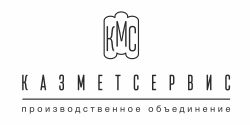 КМС
КАЗМЕТСЕРВИС
производственное объединение